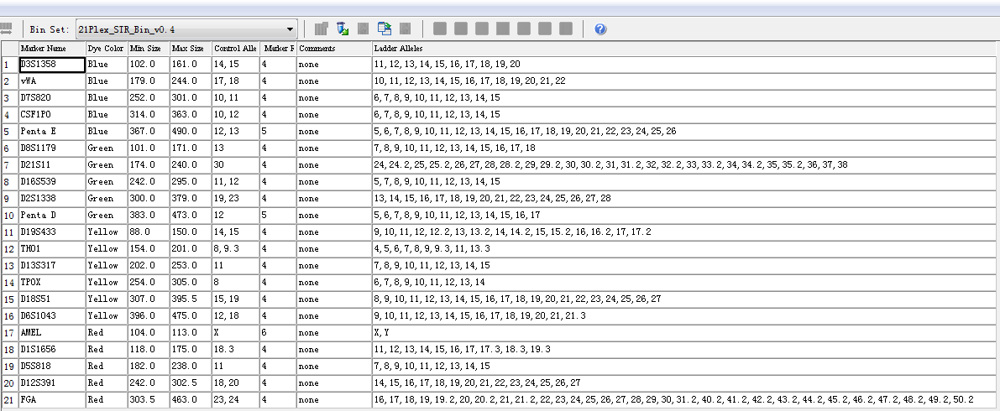 Bin Set: 21Plex_STR_Bin_v0.4
Marker Name Dye Color Min Size Max Size Control Alle Marker R Comments Ladder Alleles
1 D3S1358 Blue 102.0 161.0 14,15 4 none 11,12,13,14,15,16,17,18,19,20
2 vWA Blue 179.0 244.0 17,18 4 none 10,11,12,13,14,15,16,17,18,19,20,21,22
3 D7S820 Blue 252.0 301.0 10,11 4 none 6,7,8,9,10,11,12,13,14,15
4 CSF1PO Blue 314.0 363.0 10,12 4 none 6,7,8,9,10,11,12,13,14,15
5 Penta E Blue 367.0 490.0 12,13 5 none 5,6,7,8,9,10,11,12,13,14,15,16,17,18,19,20,21,22,23,24,25,26
6 D8S1179 Green 101.0 171.0 13 4 none 7,8,9,10,11,12,13,14,15,16,17,18
7 D21S11 Green 174.0 240.0 30 4 none 24,24.2,25,25.2,26,27,28,28.2,29,29.2,30,30.2,31,31.2,32,32.2,33,33.2,34,34.2,35,35.2,36,37,38
8 D16S539 Green 242.0 295.0 11,12 4 none 5,7,8,9,10,11,12,13,14,15
9 D2S1338 Green 300.0 379.0 19,23 4 none 13,14,15,16,17,18,19,20,21,22,23,24,25,26,27,28
10 Penta D Green 383.0 473.0 12 5 none 5,6,7,8,9,10,11,12,13,14,15,16,17
11 D19S433 Yellow 88.0 150.0 14,15 4 none 9,10,11,12,12.2,13,13.2,14,14.2,15,15.2,16,16.2,17,17.2
12 TH01 Yellow 154.0 201.0 8,9.3 4 none 4,5,6,7,8,9,9.3,11,13.3
13 D13S317 Yellow 202.0 253.0 11 4 none 7,8,9,10,11,12,13,14,15
14 TPOX Yellow 254.0 305.0 8 4 none 6,7,8,9,10,11,12,13,14
15 D18S51 Yellow 307.0 395.5 15,19 4 none 8,9,10,11,12,13,14,15,16,17,18,19,20,21,22,23,24,25,26,27
16 D6S1043 Yellow 396.0 475.0 12,18 4 none 9,10,11,12,13,14,15,16,17,18,19,20,21,21.3
17 AMEL Red 104.0 113.0 X 6 none X,Y
18 D1S1656 Red 118.0 175.0 18.3 4 none 11,12,13,14,15,16,17,17.3,18.3,19.3
19 D5S818 Red 182.0 238.0 11 4 none 7,8,9,10,11,12,13,14,15
20 D12S391 Red 242.0 302.5 18,20 4 none 14,15,16,17,18,19,20,21,22,23,24,25,26,27
21 FGA Red 303.5 463.0 23,24 4 none 16,17,18,19,19.2,20,20.2,21,21.2,22,23,24,25,26,27,28,29,30,31.2,40.2,41.2,42.2,43.2,44.2,45.2,46.2,47.2,48.2,49.2,50.2